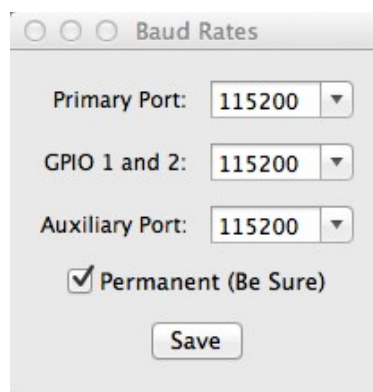 Baud Rates
Primary Port: 115200
GPIO 1 and 2: 115200
Auxiliary Port: 115200
Permanent (Be Sure)
Save